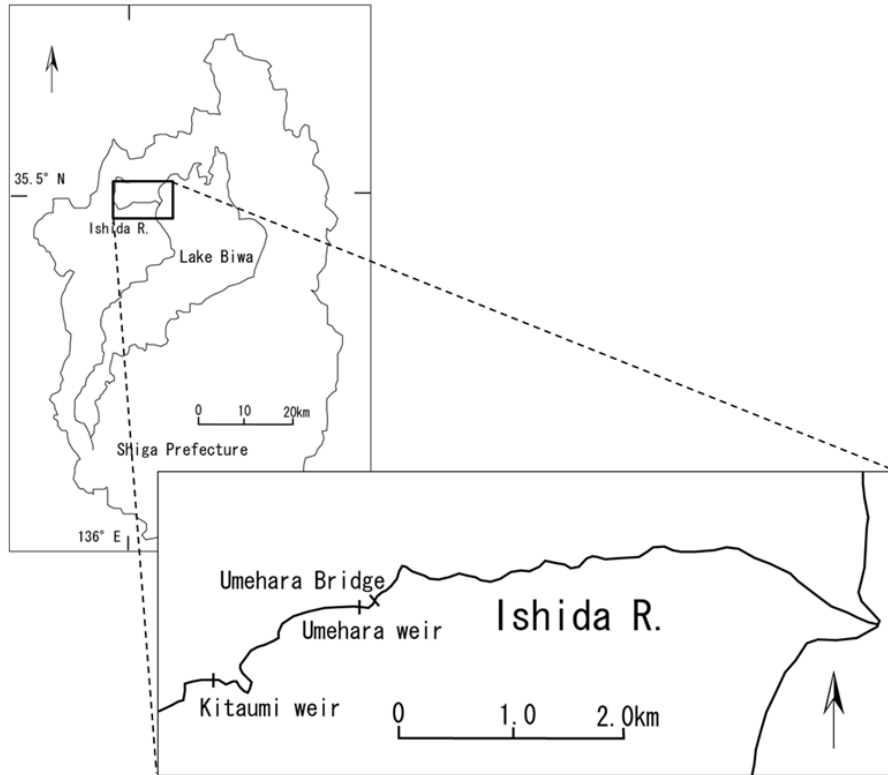 35.5° N
Ishida R.
Lake Biwa
0 10 20km
Shiga Prefecture
136° E
Umehara Bridge
Umehara weir
Ishida R.
Kitaumi weir
0 1.0 2.0km